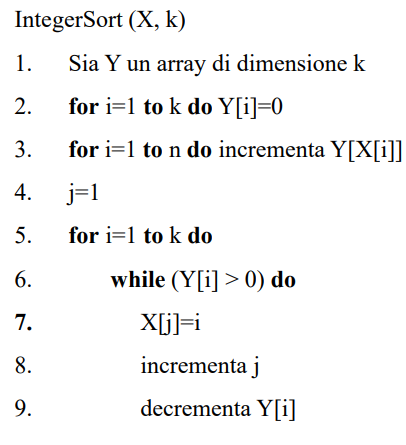 IntegerSort (X, k)
1. Sia Y un array di dimensione k
2. for i=1 to k do Y[i]=0
3. for i=1 to n do incrementa Y[X[i]]
4. j=1
5. for i=1 to k do
6. while (Y[i] > 0) do
7. X[j]=i
8. incrementa j
9. decrementa Y[i]